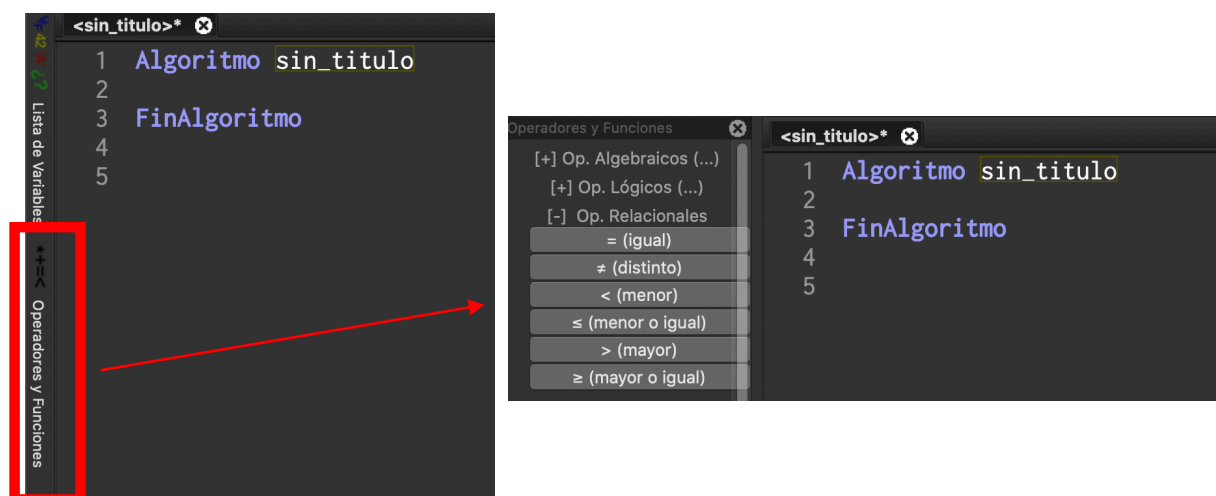 <sin_titulo>*
1 Algoritmo sin_titulo
2
3 FinAlgoritmo
4
5
*42 A ¿? Lista de Variables
*+=< Operadores y Funciones
Operadores y Funciones
[+] Op. Algebraicos (...)
[+] Op. Lógicos (...)
[-] Op. Relacionales
= (igual)
≠ (distinto)
< (menor)
≤ (menor o igual)
> (mayor)
≥ (mayor o igual)
<sin_titulo>*
1 Algoritmo sin_titulo
2
3 FinAlgoritmo
4
5